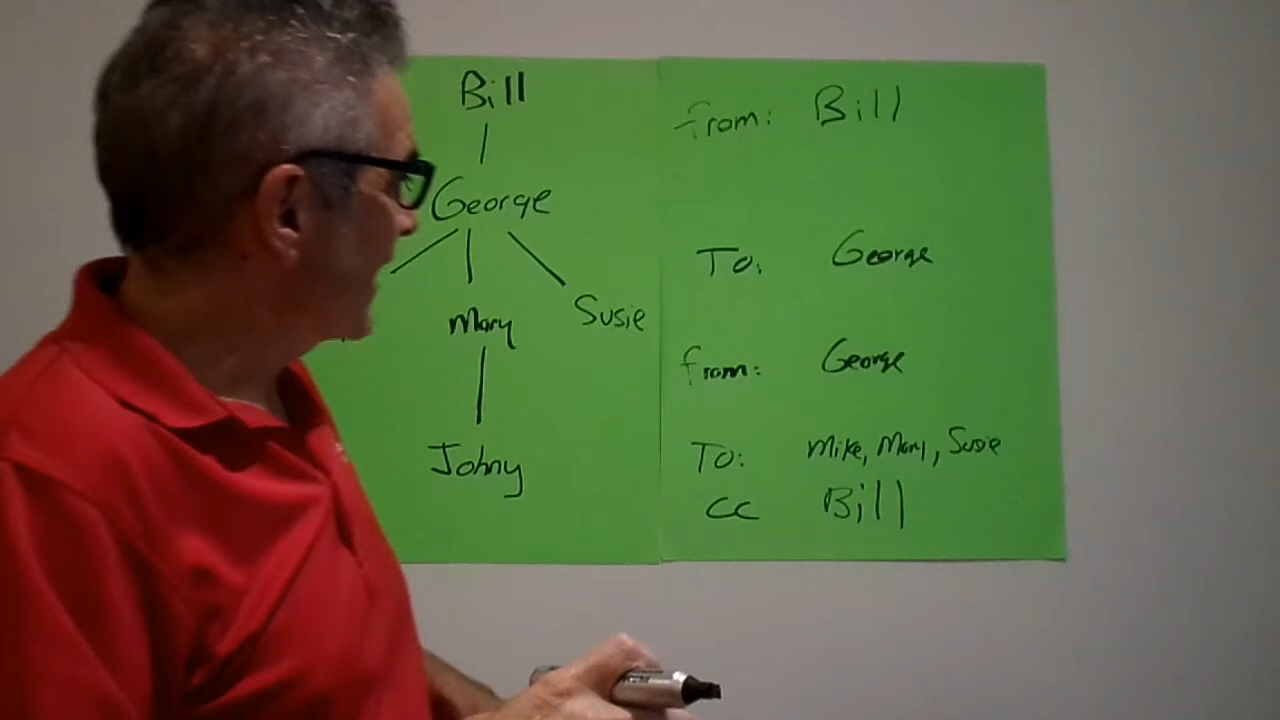 Bill
George
Mary Susie
Johny
from: Bill
To: George
from: George
To: Mike, Mary, Susie
cc Bill